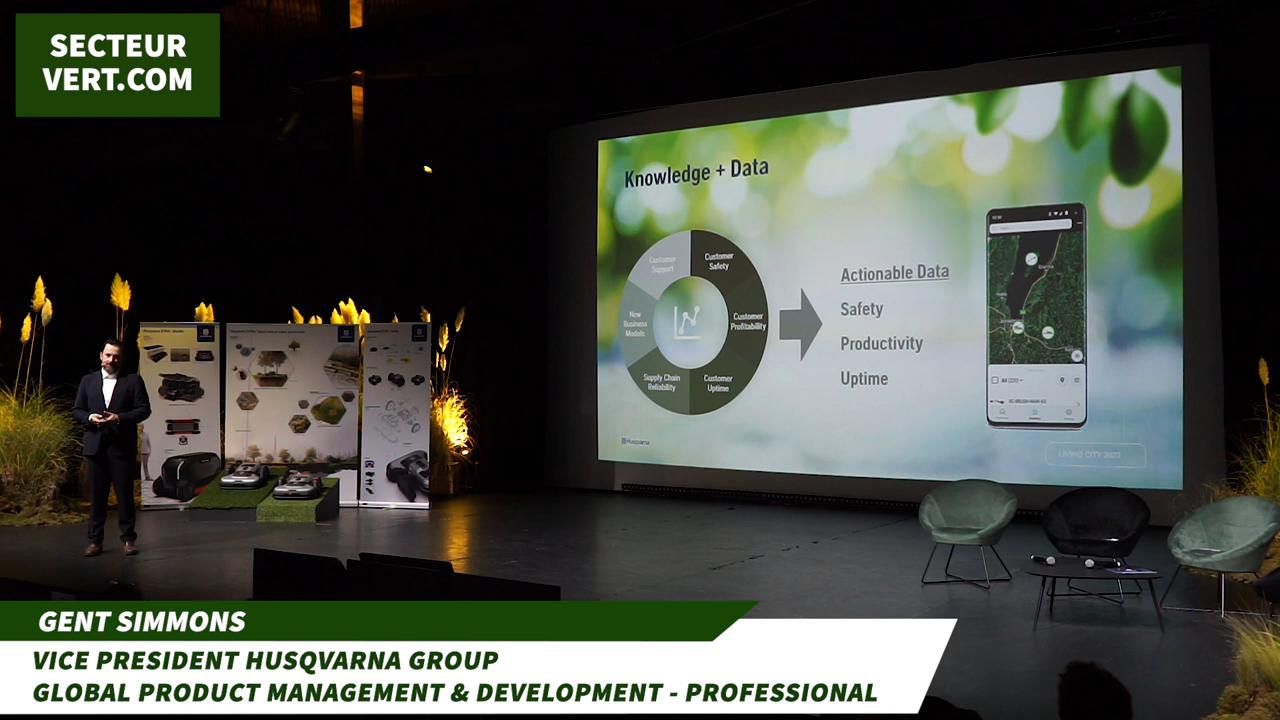 SECTEUR
VERT.COM
Knowledge + Data
Customer
Support
Customer
Safety
New
Business
Models
Customer
Profitability
Supply Chain
Reliability
Customer
Uptime
Actionable Data
Safety
Productivity
Uptime
Husqvarna
LIVING CITY 2023
GENT SIMMONS
VICE PRESIDENT HUSQVARNA GROUP
GLOBAL PRODUCT MANAGEMENT & DEVELOPMENT - PROFESSIONAL